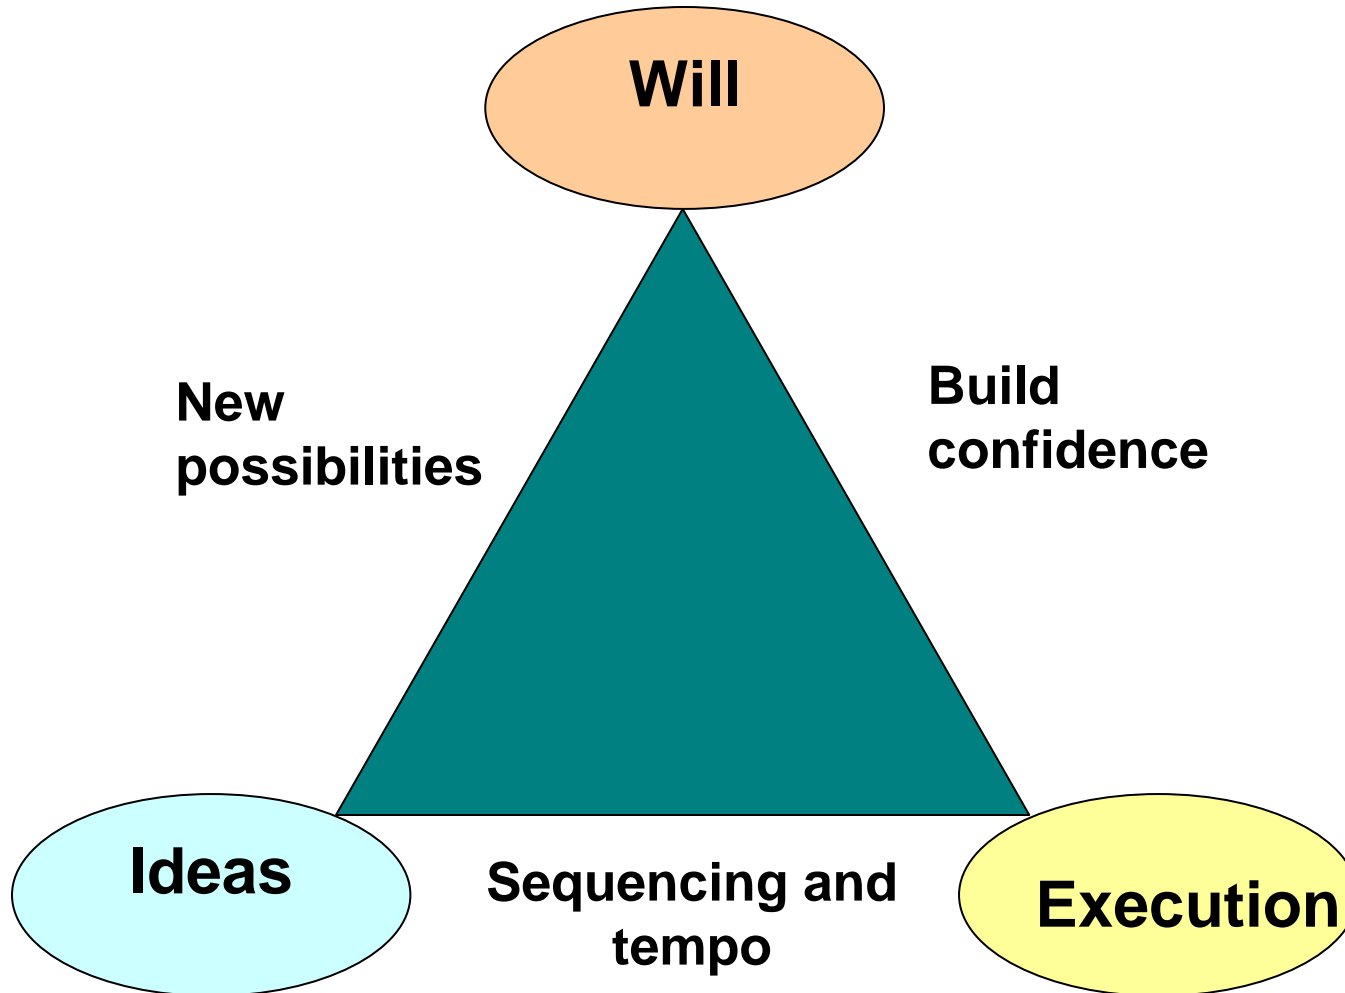 Will
New
possibilities
Build
confidence
Ideas
Sequencing and
tempo
Execution